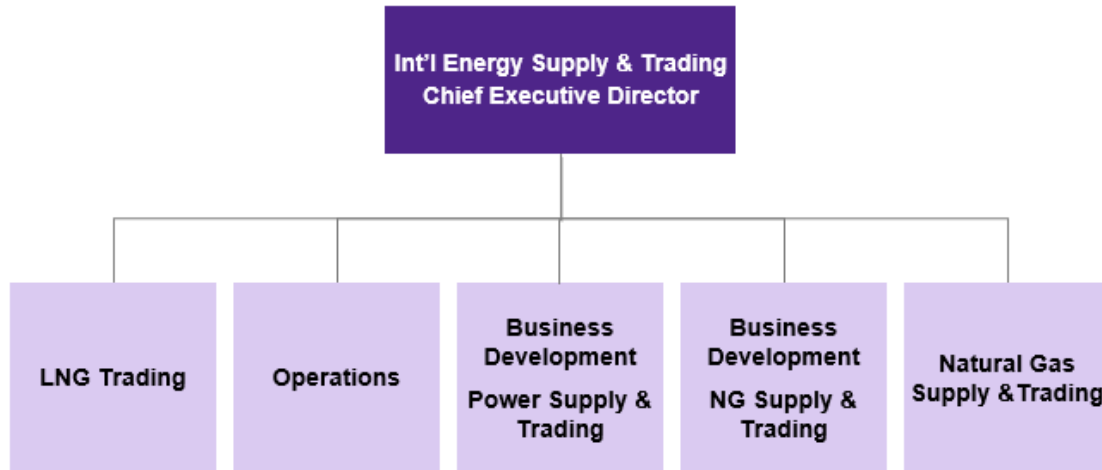 Int'l Energy Supply & Trading
Chief Executive Director
LNG Trading
Operations
Business
Development
Power Supply &
Trading
Business
Development
NG Supply &
Trading
Natural Gas
Supply &Trading